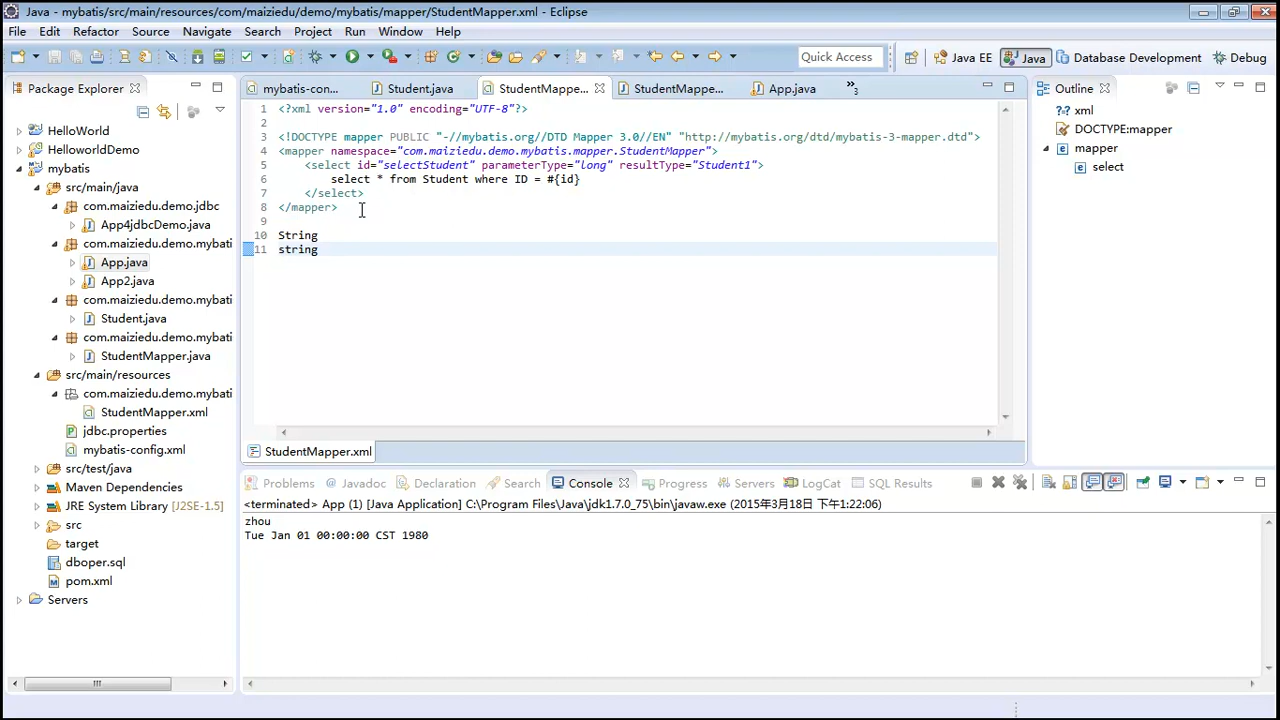 Java - mybatis/src/main/resources/com/maiziedu/demo/mybatis/mapper/StudentMapper.xml - Eclipse
File Edit Refactor Source Navigate Search Project Run Window Help
Quick Access Java EE Java Database Development Debug
Package Explorer
HelloWorld
HelloworldDemo
mybatis
src/main/java
com.maiziedu.demo.jdbc
App4jdbcDemo.java
com.maiziedu.demo.mybati
App.java
App2.java
com.maiziedu.demo.mybati
Student.java
com.maiziedu.demo.mybati
StudentMapper.java
src/main/resources
com.maiziedu.demo.mybati
StudentMapper.xml
jdbc.properties
mybatis-config.xml
src/test/java
Maven Dependencies
JRE System Library [J2SE-1.5]
src
target
dboper.sql
pom.xml
Servers
mybatis-con... Student.java StudentMappe... StudentMappe... App.java »3
1 <?xml version="1.0" encoding="UTF-8"?>
2
3 <!DOCTYPE mapper PUBLIC "-//mybatis.org//DTD Mapper 3.0//EN" "http://mybatis.org/dtd/mybatis-3-mapper.dtd">
4 <mapper namespace="com.maiziedu.demo.mybatis.mapper.StudentMapper">
5 <select id="selectStudent" parameterType="long" resultType="Student1">
6 select * from Student where ID = #{id}
7 </select>
8 </mapper>
9
10 String
11 string
StudentMapper.xml
Outline
xml
DOCTYPE:mapper
mapper
select
Problems Javadoc Declaration Search Console Progress Servers LogCat SQL Results
<terminated> App (1) [Java Application] C:\Program Files\Java\jdk1.7.0_75\bin\javaw.exe (2015年3月18日 下午1:22:06)
zhou
Tue Jan 01 00:00:00 CST 1980